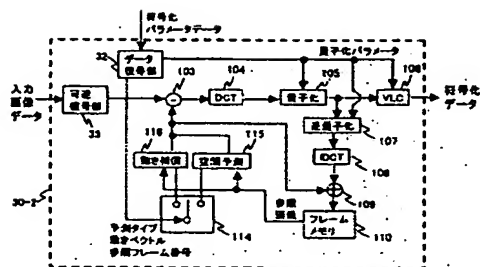 符号化
パラメータデータ
32
データ
復号部
103
104
量子化パラメータ
105
106
入力
画像
データ
可逆
復号部
33
DCT
量子化
VLC
符号化
データ
116
115
動き補償
空間予測
逆量子化
107
IDCT
108
109
30-2
予測タイプ
動きベクトル
参照フレーム番号
114
参照
画像
フレーム
メモリ
110